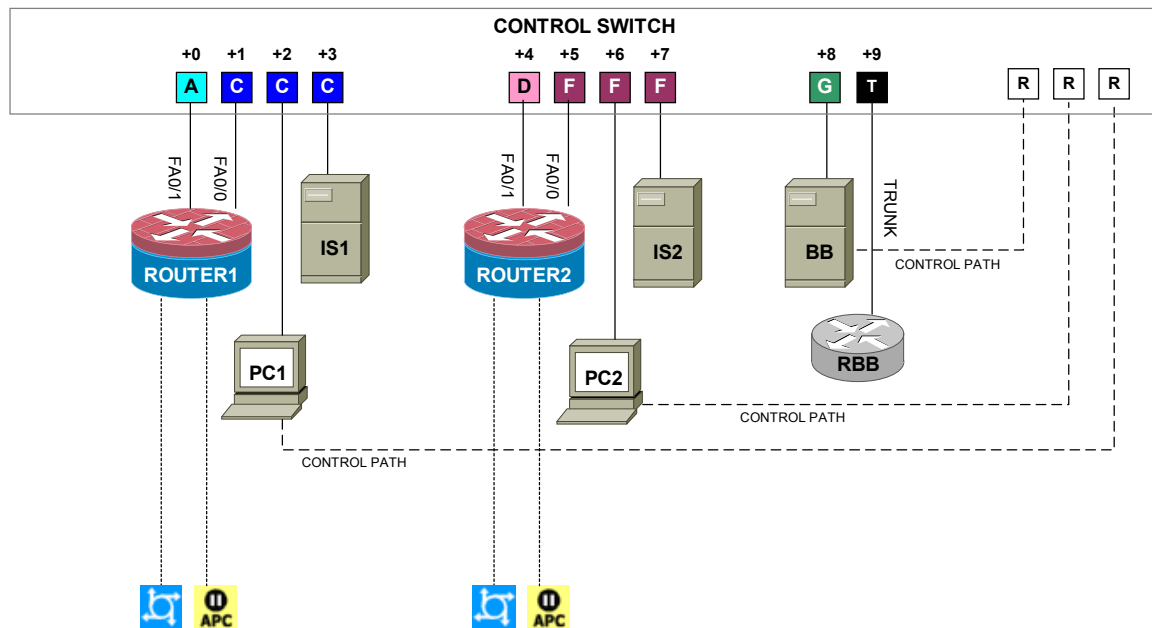 CONTROL SWITCH
+0 +1 +2 +3 +4 +5 +6 +7 +8 +9
A C C C D F F F G T R R R
FA0/1 FA0/0 FA0/1 FA0/0 TRUNK
IS1 IS2 BB
CONTROL PATH
ROUTER1 ROUTER2
RBB
PC1 PC2
CONTROL PATH
CONTROL PATH
APC APC